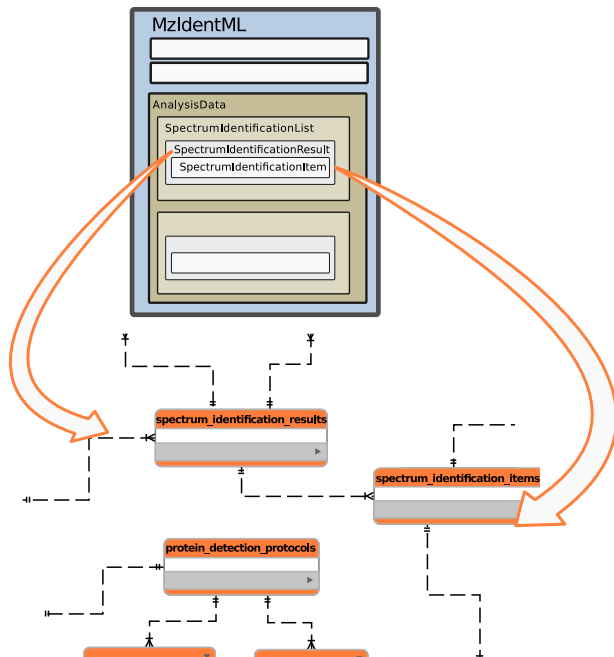 MzIdentML
AnalysisData
SpectrumIdentificationList
SpectrumIdentificationResult
SpectrumIdentificationItem
spectrum_identification_results
spectrum_identification_items
protein_detection_protocols